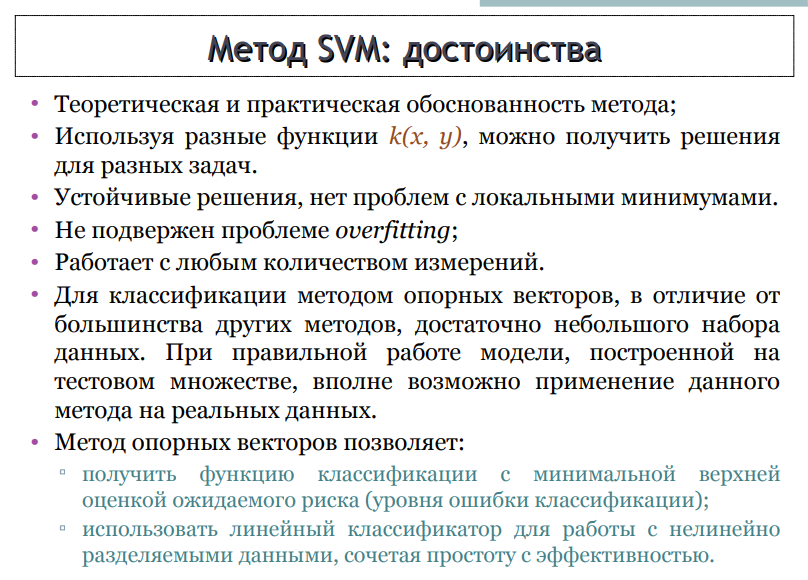 Метод SVM: достоинства
• Теоретическая и практическая обоснованность метода;
• Используя разные функции k(x, y), можно получить решения
для разных задач.
• Устойчивые решения, нет проблем с локальными минимумами.
• Не подвержен проблеме overfitting;
• Работает с любым количеством измерений.
• Для классификации методом опорных векторов, в отличие от
большинства других методов, достаточно небольшого набора
данных. При правильной работе модели, построенной на
тестовом множестве, вполне возможно применение данного
метода на реальных данных.
• Метод опорных векторов позволяет:
▫ получить функцию классификации с минимальной верхней
оценкой ожидаемого риска (уровня ошибки классификации);
▫ использовать линейный классификатор для работы с нелинейно
разделяемыми данными, сочетая простоту с эффективностью.